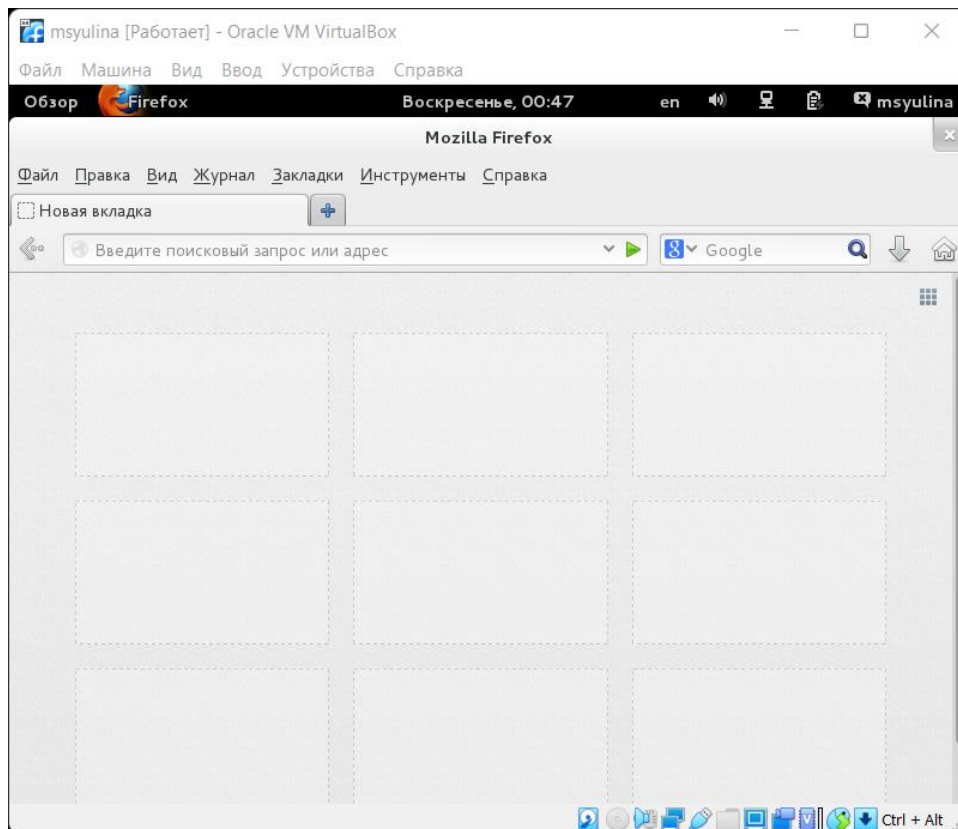 msyulina [Работает] - Oracle VM VirtualBox
Файл Машина Вид Ввод Устройства Справка
Обзор Firefox Воскресенье, 00:47 en msyulina
Mozilla Firefox
Файл Правка Вид Журнал Закладки Инструменты Справка
Новая вкладка
Введите поисковый запрос или адрес Google
Ctrl + Alt